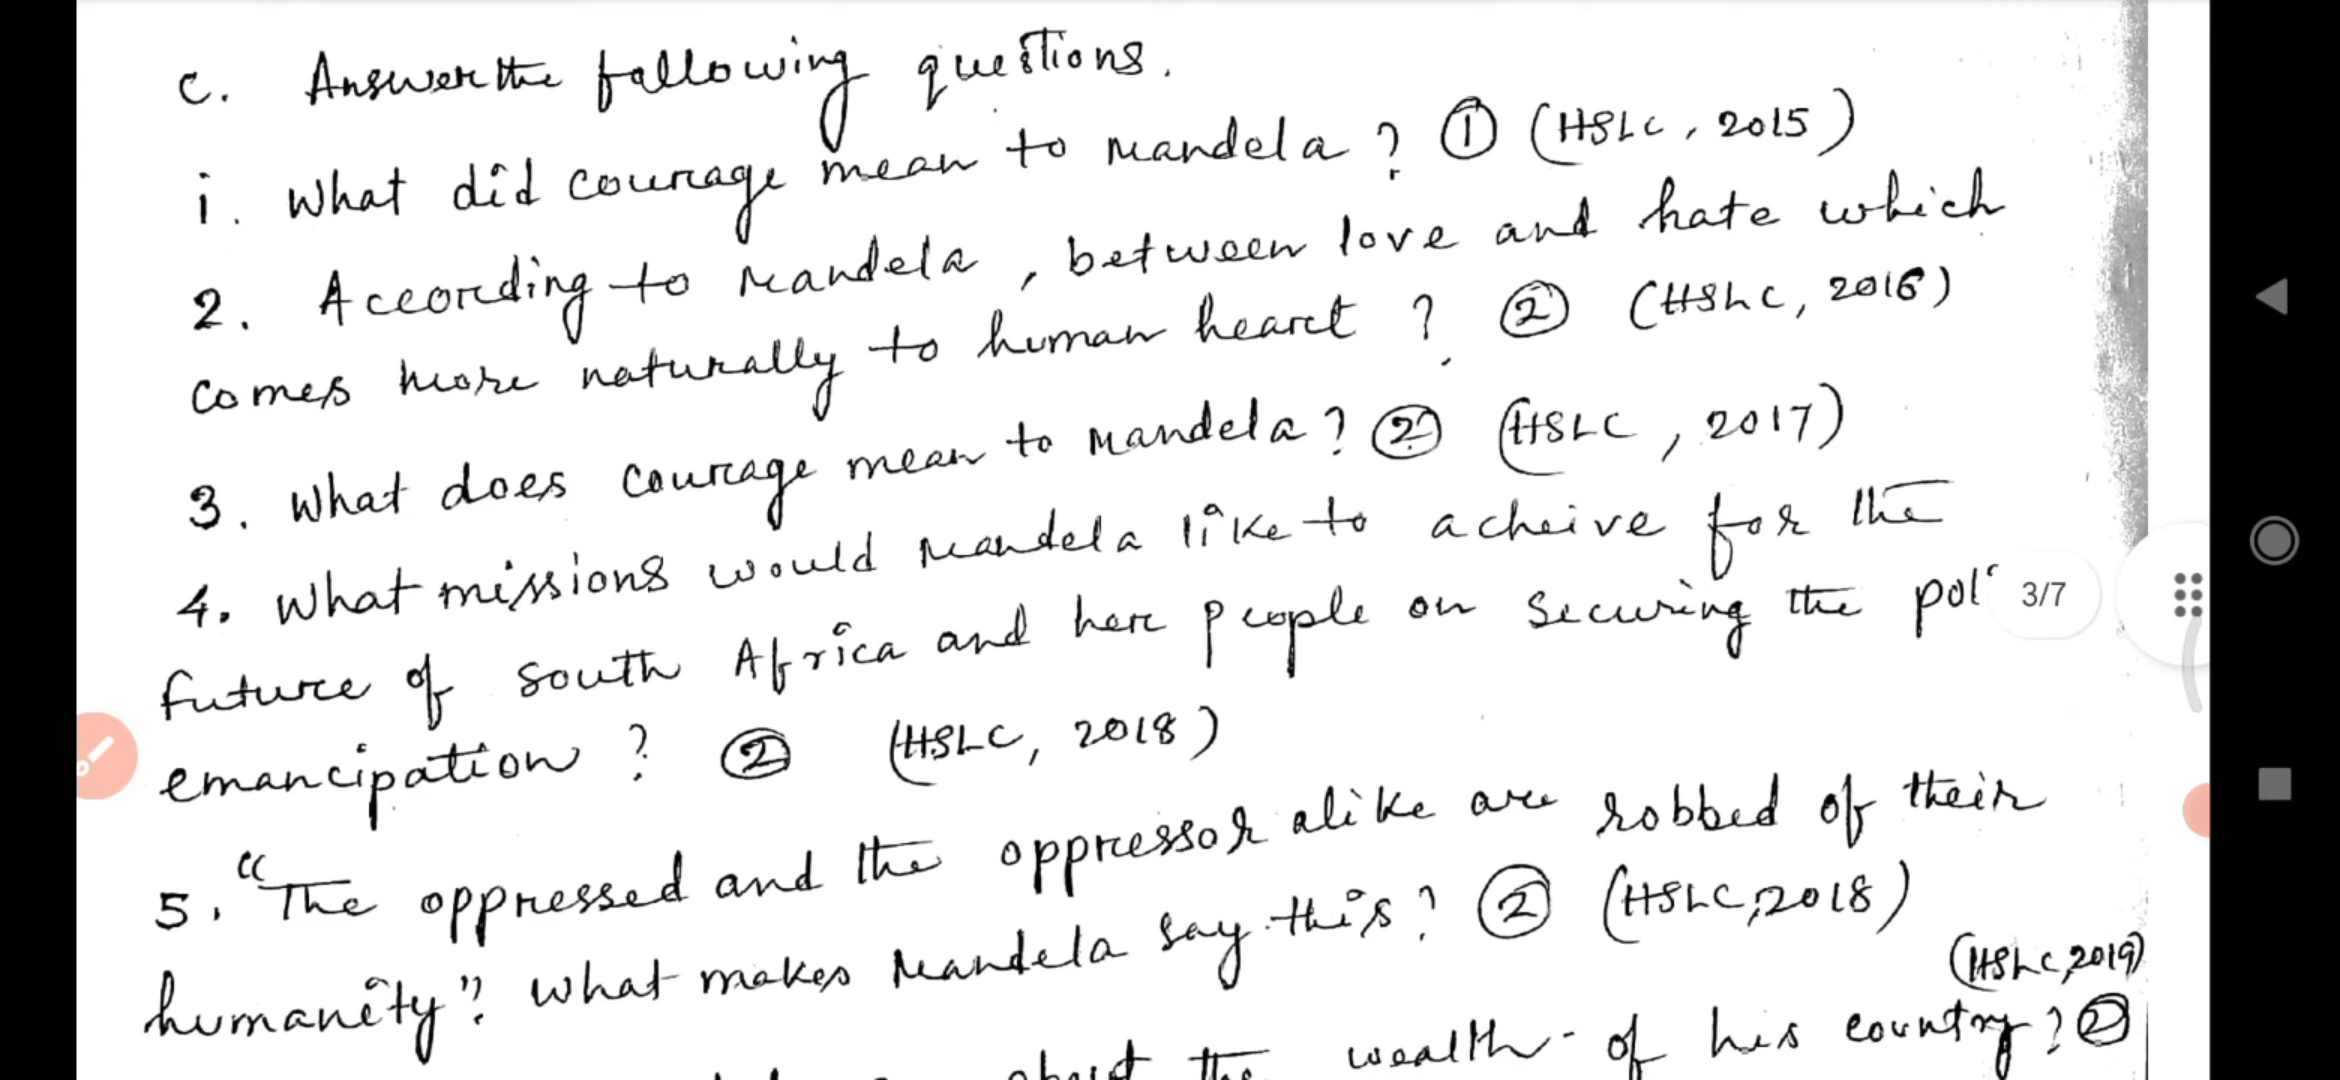 C. Answer the following questions.
i. What did courage mean to Mandela? ① (HSLC, 2015)
2. According to Mandela, between love and hate which
comes more naturally to human heart? ② (HSLC, 2016)
3. What does courage mean to Mandela? ② (HSLC, 2017)
4. What missions would Mandela like to acheive for the
future of South Africa and her people on securing the pol
3/7
emancipation? ② (HSLC, 2018)
5. "The oppressed and the oppressor alike are robbed of their
humanity"? What makes Mandela say this? ② (HSLC, 2018)
(HSLC, 2019)
about the wealth of his country? ②